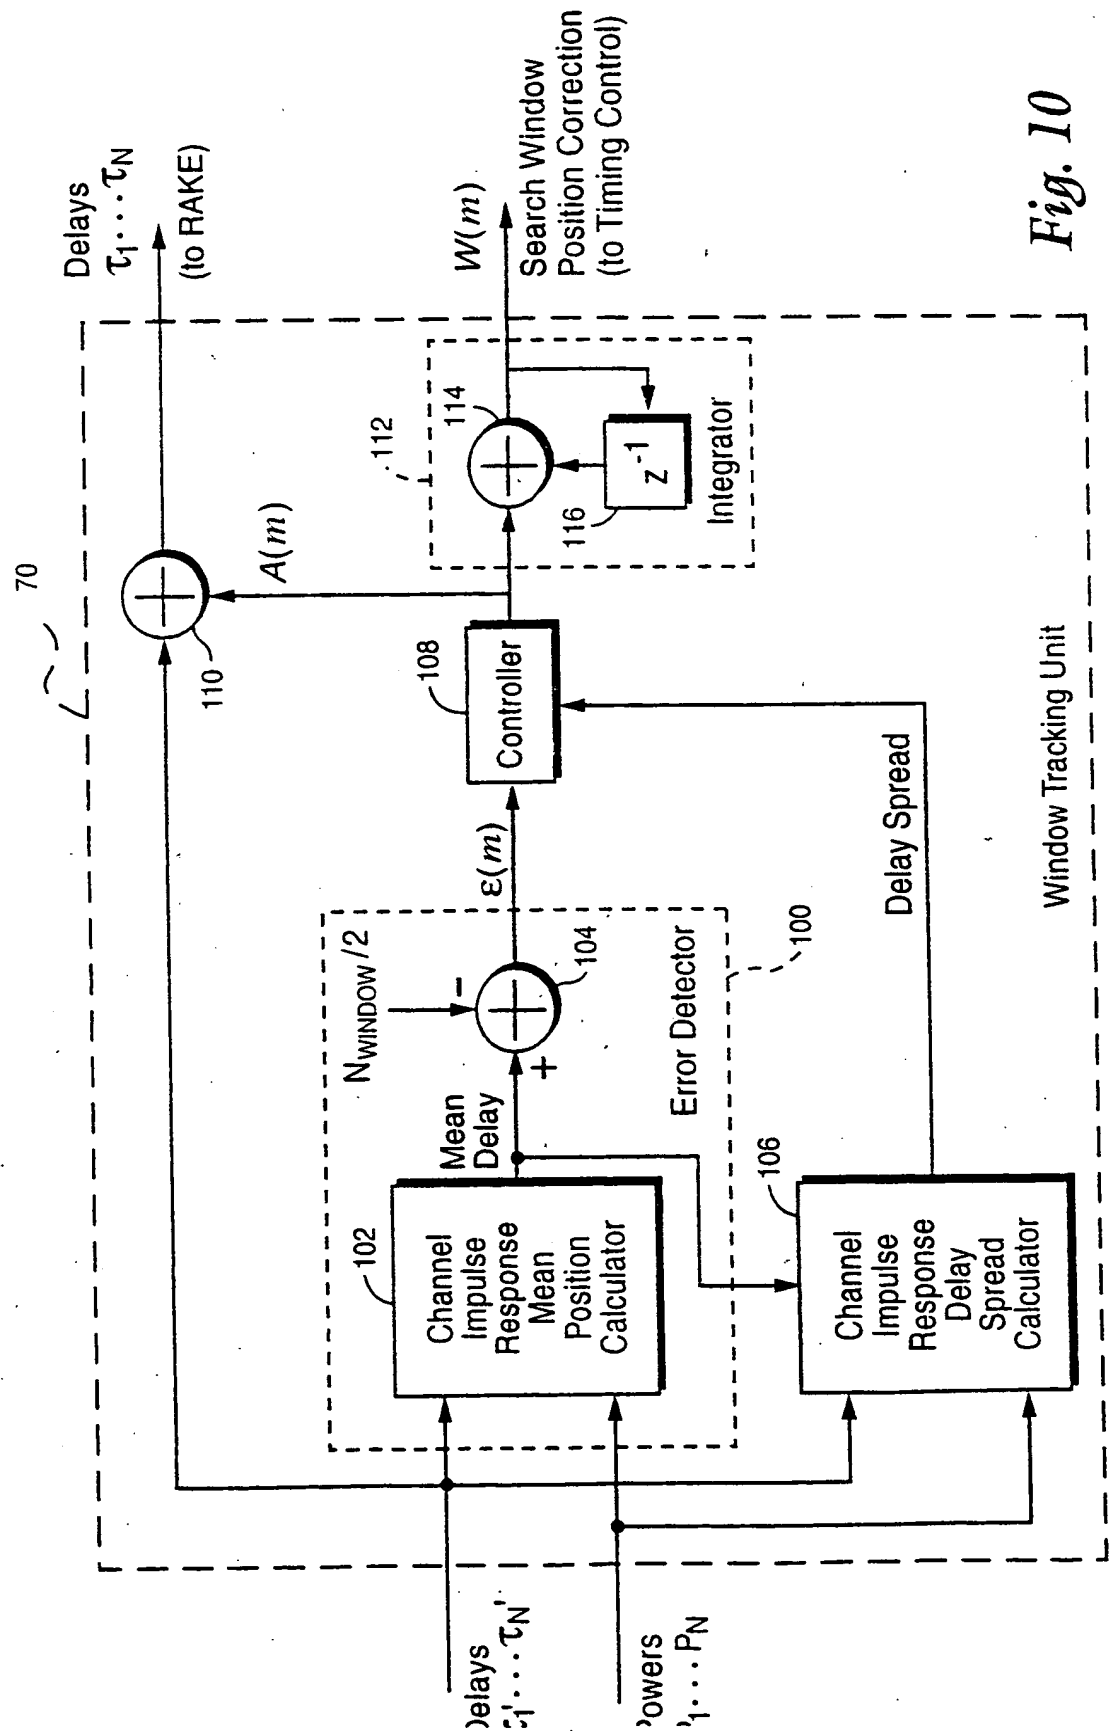 70
Delays
τ₁···τN
(to RAKE)
110
A(m)
112
114
W(m)
Search Window
Position Correction
(to Timing Control)
116
z⁻¹
Integrator
108
Controller
ε(m)
NWINDOW/2
-
+
104
Mean
Delay
Error Detector
100
102
Channel
Impulse
Response
Mean
Position
Calculator
106
Channel
Impulse
Response
Delay
Spread
Calculator
Delay Spread
Window Tracking Unit
Delays
τ₁'···τN'
Powers
P₁···PN
Fig. 10